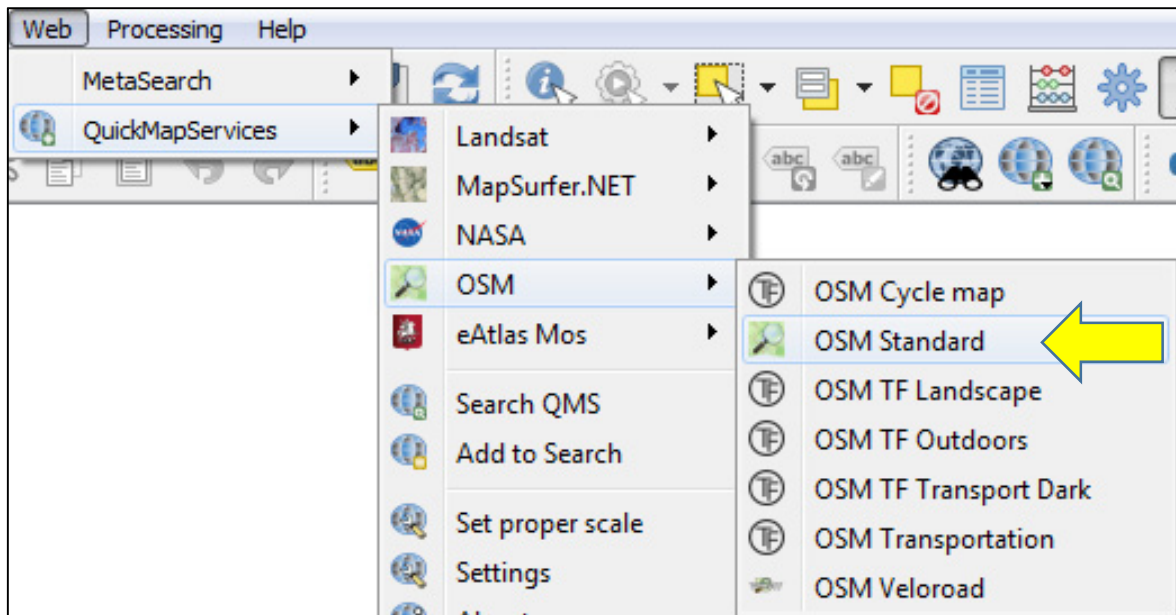 Web Processing Help
MetaSearch
QuickMapServices
Landsat
MapSurfer.NET
NASA
OSM
eAtlas Mos
Search QMS
Add to Search
Set proper scale
Settings
OSM Cycle map
OSM Standard
OSM TF Landscape
OSM TF Outdoors
OSM TF Transport Dark
OSM Transportation
OSM Veloroad
abc
abc